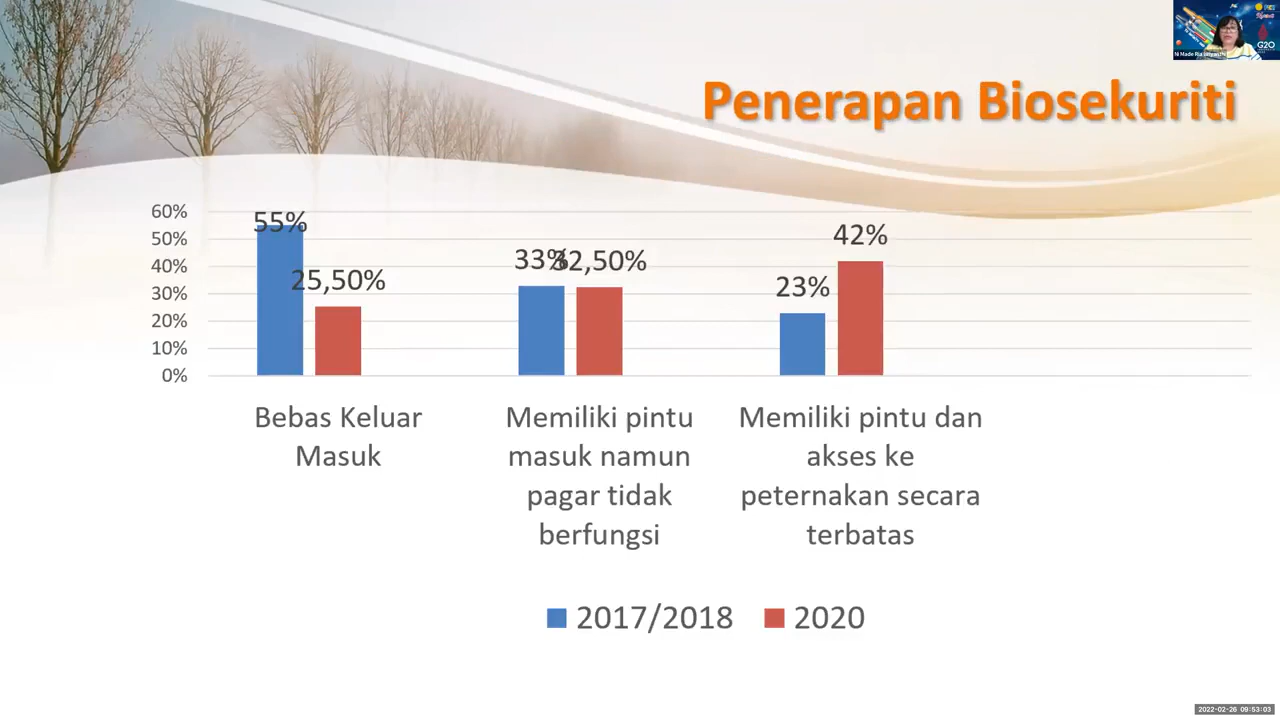 G20
Penerapan Biosekuriti
60%
50%
40%
30%
20%
10%
0%
55%
25,50%
33%
32,50%
23%
42%
Bebas Keluar
Masuk
Memiliki pintu
masuk namun
pagar tidak
berfungsi
Memiliki pintu dan
akses ke
peternakan secara
terbatas
2017/2018
2020
2022-02-26 09:53:03